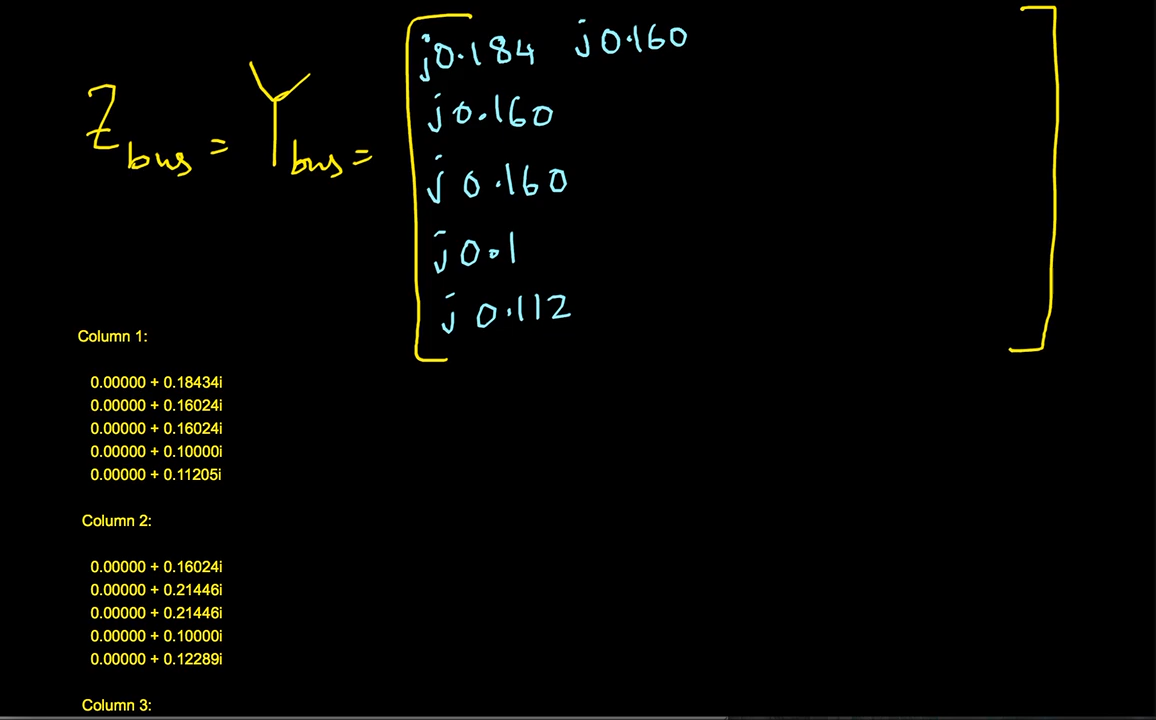 Z bus = Y bus =
j0.184 j0.160
j0.160
j0.160
j0.1
j0.112
Column 1:
0.00000 + 0.18434i
0.00000 + 0.16024i
0.00000 + 0.16024i
0.00000 + 0.10000i
0.00000 + 0.11205i
Column 2:
0.00000 + 0.16024i
0.00000 + 0.21446i
0.00000 + 0.21446i
0.00000 + 0.10000i
0.00000 + 0.12289i
Column 3: